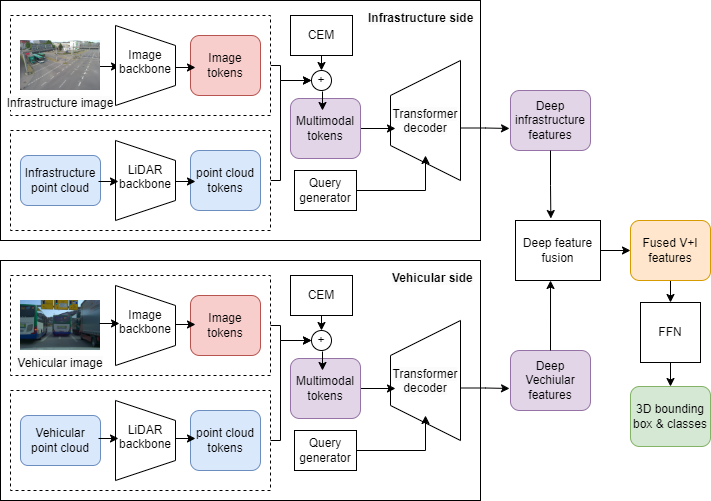 Infrastructure side
CEM
Image
backbone
Image
tokens
Infrastructure image
+
Multimodal
tokens
Transformer
decoder
Infrastructure
point cloud
LiDAR
backbone
point cloud
tokens
Query
generator
Deep
infrastructure
features
Deep feature
fusion
Fused V+I
features
FFN
3D bounding
box & classes
Vehicular side
CEM
Image
backbone
Image
tokens
Vehicular image
+
Multimodal
tokens
Transformer
decoder
Deep
Vechiular
features
Vehicular
point cloud
LiDAR
backbone
point cloud
tokens
Query
generator